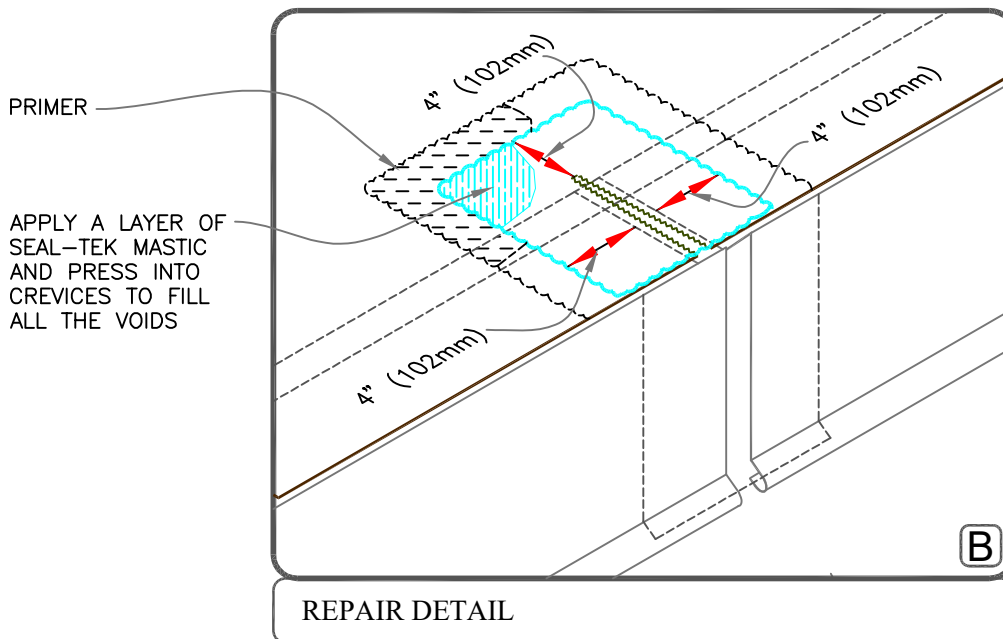 PRIMER
APPLY A LAYER OF
SEAL-TEK MASTIC
AND PRESS INTO
CREVICES TO FILL
ALL THE VOIDS
4" (102mm)
4" (102mm)
4" (102mm)
B
REPAIR DETAIL